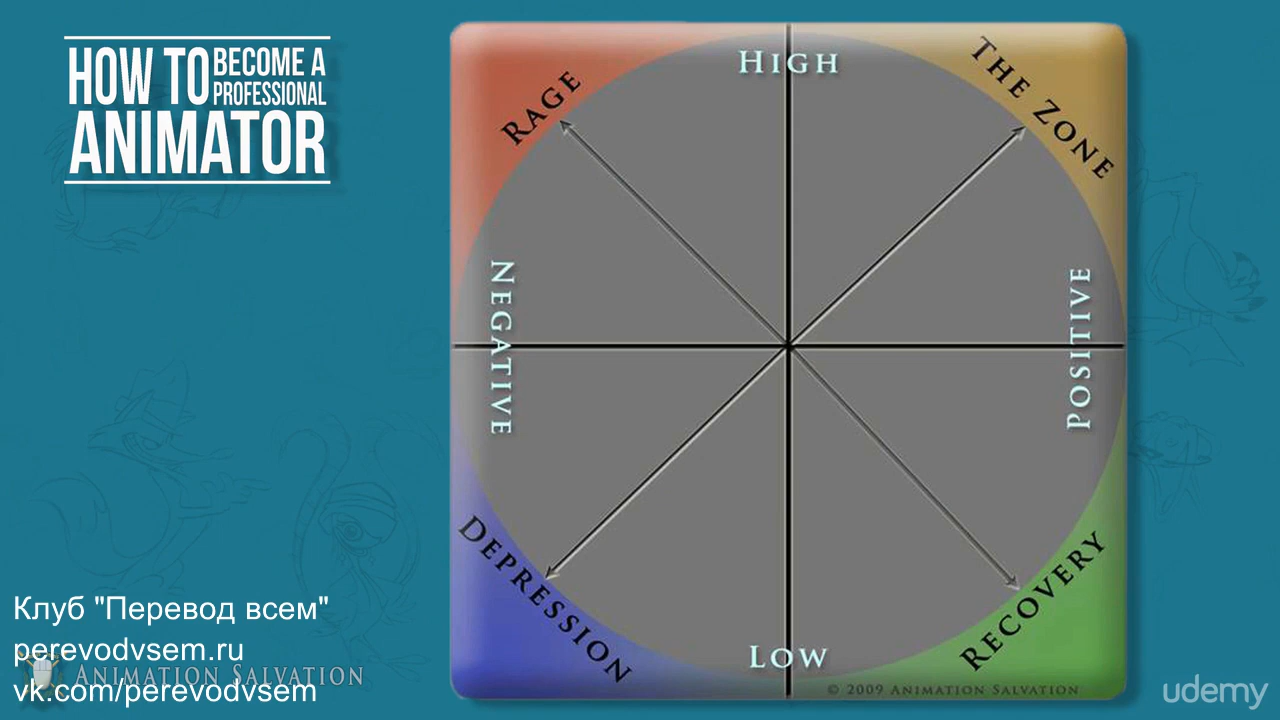 HOW TO BECOME A
PROFESSIONAL
ANIMATOR
HIGH
RAGE
THE ZONE
NEGATIVE
POSITIVE
DEPRESSION
RECOVERY
LOW
© 2009 ANIMATION SALVATION
Клуб "Перевод всем"
perevodvsem.ru
ANIMATION SALVATION
vk.com/perevodvsem
udemy